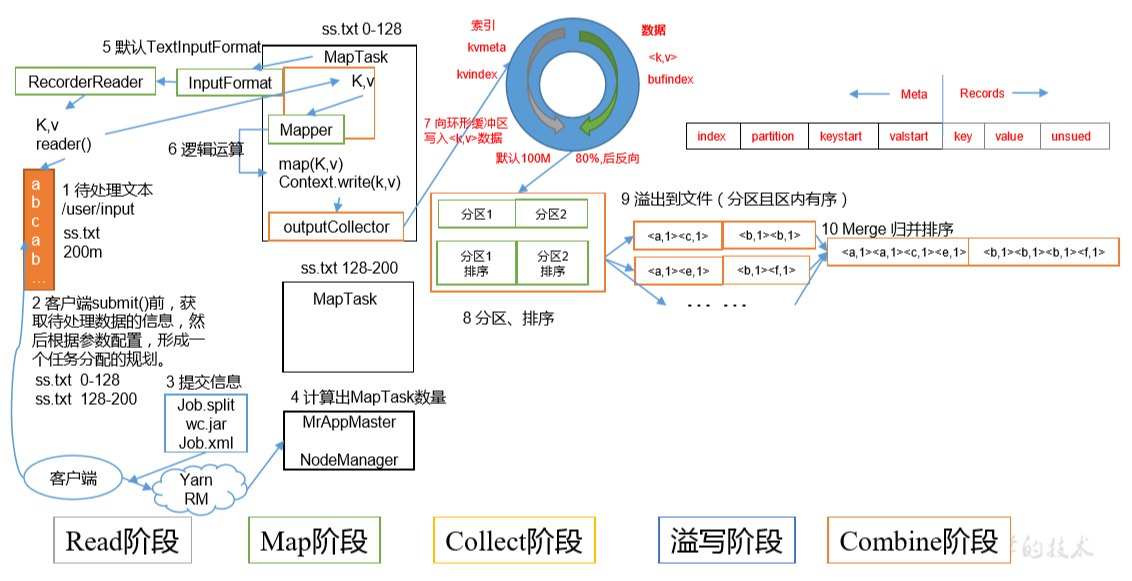 ss.txt 0-128
5 默认TextInputFormat
MapTask
RecorderReader
InputFormat
K,v
K,v
reader()
Mapper
6 逻辑运算
map(K,v)
Context.write(k,v)
outputCollector
a
b
c
a
b
...
1 待处理文本
/user/input
ss.txt
200m
2 客户端submit()前，获
取待处理数据的信息，然
后根据参数配置，形成一
个任务分配的规划。
ss.txt 0-128
ss.txt 128-200
3 提交信息
Job.split
wc.jar
Job.xml
客户端
Yarn
RM
ss.txt 128-200
MapTask
4 计算出MapTask数量
MrAppMaster
NodeManager
索引
kvmeta
kvindex
数据
<k,v>
bufindex
7 向环形缓冲区
写入<k,v>数据
默认100M
80%,后反向
Meta
Records
index partition keystart valstart key value unsued
分区1 分区2
分区1
排序
分区2
排序
8 分区、排序
9 溢出到文件（分区且区内有序）
<a,1><c,1> <b,1><b,1>
<a,1><e,1> <b,1><f,1>
... ...
10 Merge 归并排序
<a,1><a,1><c,1><e,1> <b,1><b,1><b,1><f,1>
Read阶段 Map阶段 Collect阶段 溢写阶段 Combine阶段
的技术